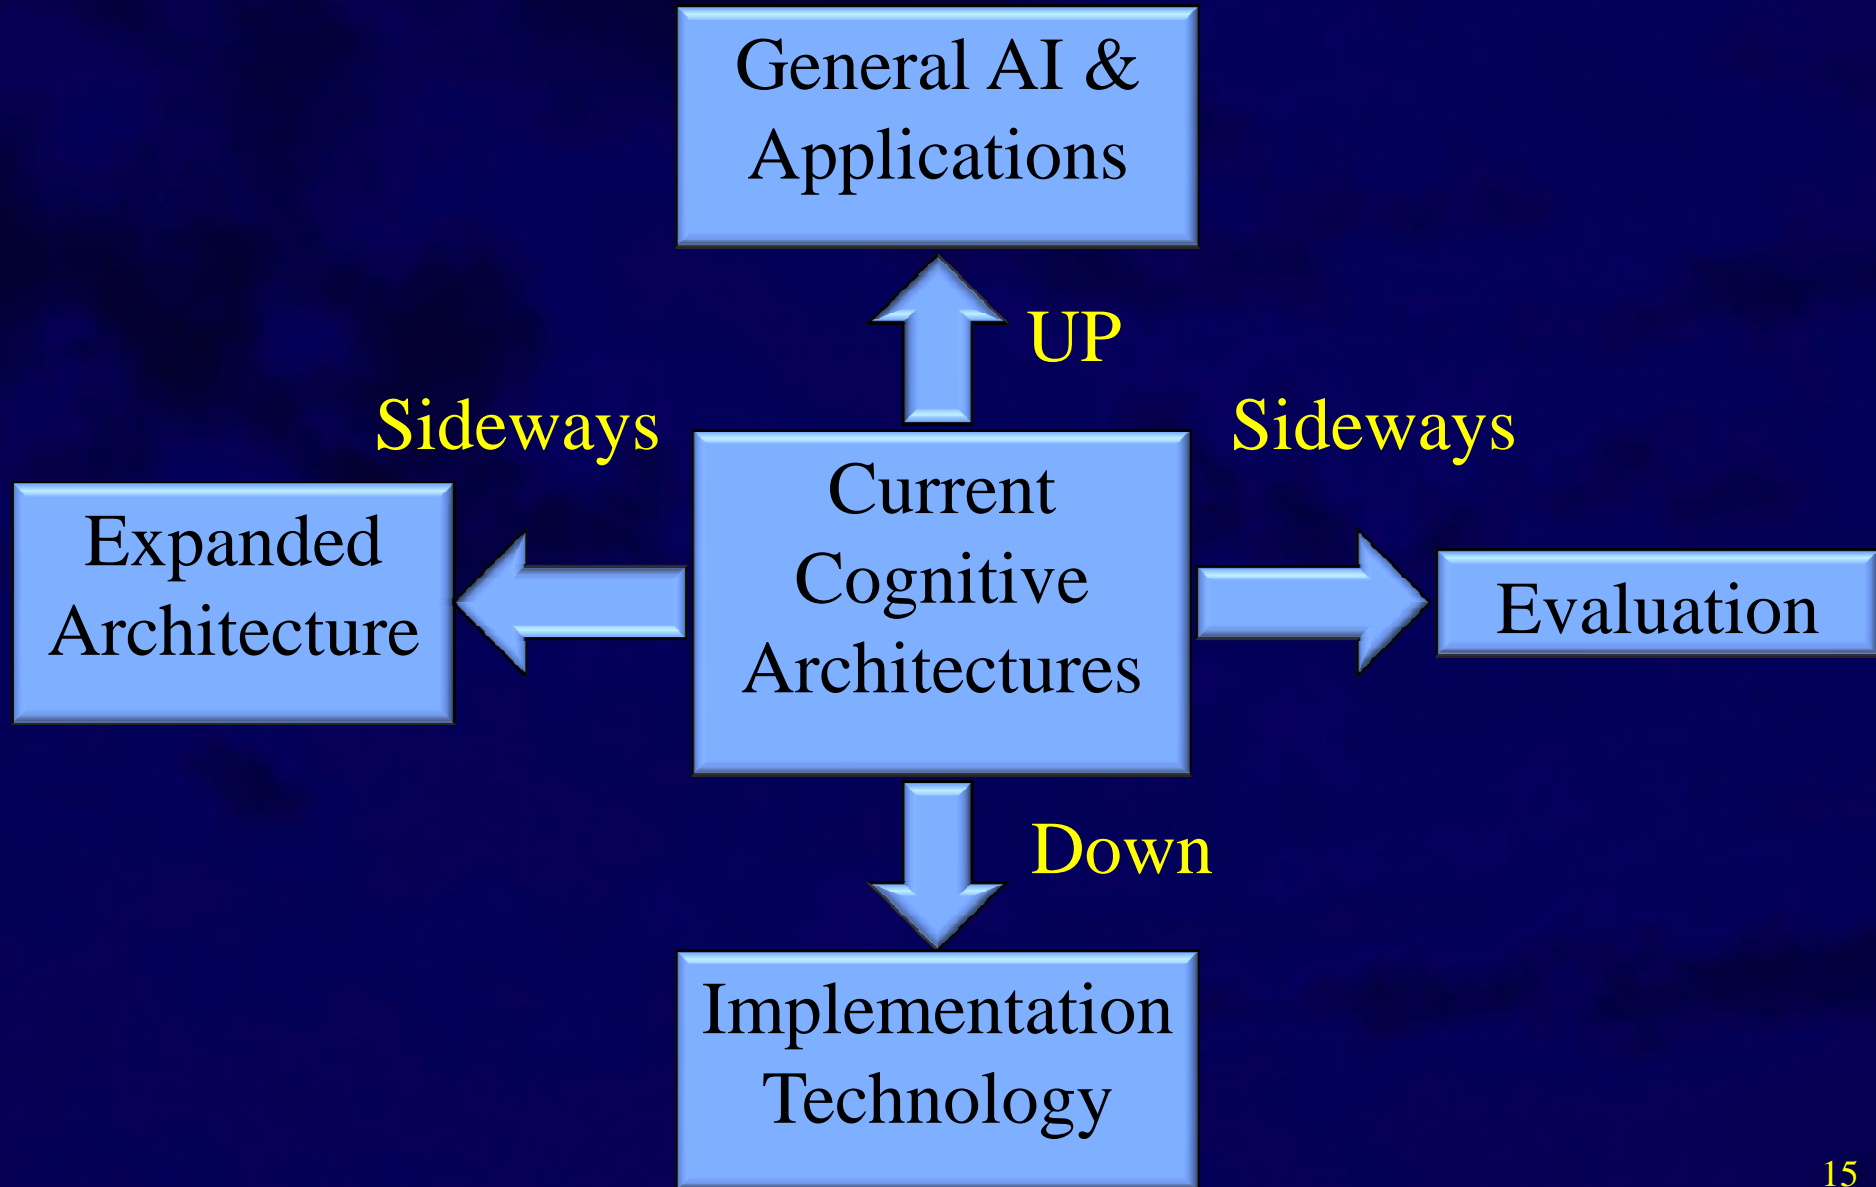 General AI &
Applications
UP
Sideways
Sideways
Expanded
Architecture
Current
Cognitive
Architectures
Evaluation
Down
Implementation
Technology
15